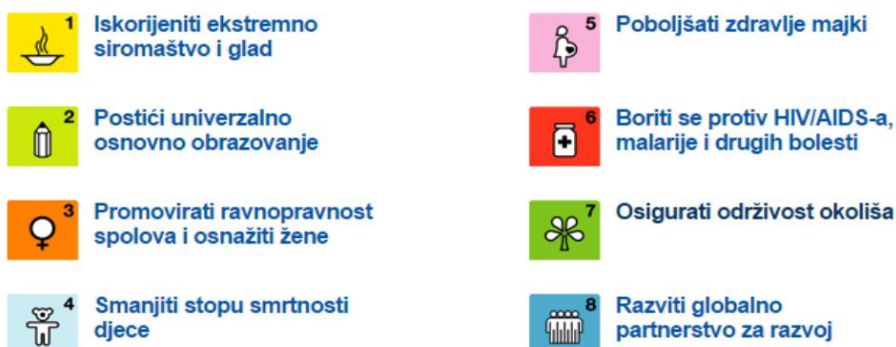 1 Iskorijeniti ekstremno
siromaštvo i glad
2 Postići univerzalno
osnovno obrazovanje
3 Promovirati ravnopravnost
spolova i osnažiti žene
4 Smanjiti stopu smrtnosti
djece
5 Poboljšati zdravlje majki
6 Boriti se protiv HIV/AIDS-a,
malarije i drugih bolesti
7 Osigurati održivost okoliša
8 Razviti globalno
partnerstvo za razvoj